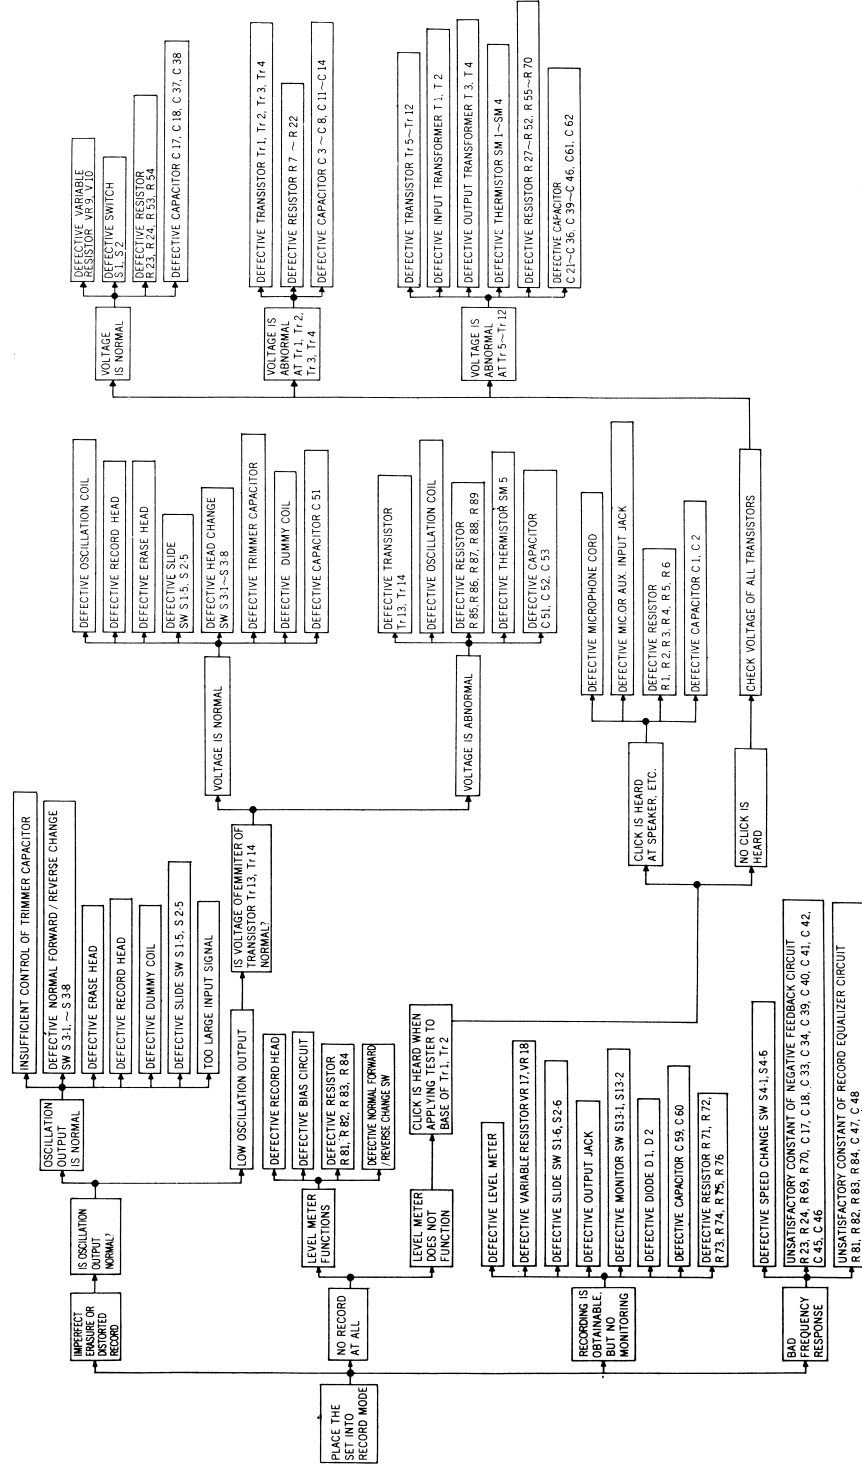 PLACE THE
SET INTO
RECORD MODE
IMPERFECT
ERASURE OR
DISTORTED
RECORD
IS OSCILLATION
OUTPUT
NORMAL?
OSCILLATION
OUTPUT
IS NORMAL
INSUFFICIENT CONTROL OF TRIMMER CAPACITOR
DEFECTIVE NORMAL FORWARD / REVERSE CHANGE
SW S 3-1, ~ S 3-8
DEFECTIVE ERASE HEAD
DEFECTIVE RECORD HEAD
DEFECTIVE DUMMY COIL
DEFECTIVE SLIDE SW S 1-5, S 2-5
TOO LARGE INPUT SIGNAL
LOW OSCILLATION OUTPUT
IS VOLTAGE OF EMMITER OF
TRANSISTOR Tr 13, Tr 14
NORMAL?
VOLTAGE IS NORMAL
DEFECTIVE OSCILLATION COIL
DEFECTIVE RECORD HEAD
DEFECTIVE ERASE HEAD
DEFECTIVE SLIDE
SW S 1-5, S 2-5
DEFECTIVE HEAD CHANGE
SW S 3-1~ S 3-8
DEFECTIVE TRIMMER CAPACITOR
DEFECTIVE DUMMY COIL
DEFECTIVE CAPACITOR C 51
VOLTAGE IS ABNORMAL
DEFECTIVE TRANSISTOR
Tr 13, Tr 14
DEFECTIVE OSCILLATION COIL
DEFECTIVE RESISTOR
R 85, R 86, R 87, R 88, R 89
DEFECTIVE THERMISTOR SM 5
DEFECTIVE CAPACITOR
C 51, C 52, C 53
NO RECORD
AT ALL
LEVEL METER
FUNCTIONS
DEFECTIVE RECORD HEAD
DEFECTIVE BIAS CIRCUIT
DEFECTIVE RESISTOR
R 81, R 82, R 83, R 84
DEFECTIVE NORMAL FORWARD
/ REVERSE CHANGE SW
LEVEL METER
DOES NOT
FUNCTION
CLICK IS HEARD WHEN
APPLYING TESTER TO
BASE OF Tr 1, Tr 2
CLICK IS HEARD
AT SPEAKER, ETC.
DEFECTIVE MICROPHONE CORD
DEFECTIVE MIC. OR AUX. INPUT JACK
DEFECTIVE RESISTOR
R 1, R 2, R 3, R 4, R 5, R 6
DEFECTIVE CAPACITOR C 1, C 2
NO CLICK IS
HEARD
CHECK VOLTAGE OF ALL TRANSISTORS
VOLTAGE
IS NORMAL
DEFECTIVE VARIABLE
RESISTOR VR 9, V 10
DEFECTIVE SWITCH
S 1, S 2
DEFECTIVE RESISTOR
R 23, R 24, R 53, R 54
DEFECTIVE CAPACITOR C 17, C 18, C 37, C 38
VOLTAGE IS
ABNORMAL
AT Tr 1, Tr 2,
Tr 3, Tr 4
DEFECTIVE TRANSISTOR Tr 1, Tr 2, Tr 3, Tr 4
DEFECTIVE RESISTOR R 7 ~ R 22
DEFECTIVE CAPACITOR C 3 ~ C 8, C 11~C 14
VOLTAGE IS
ABNORMAL
AT Tr 5~Tr 12
DEFECTIVE TRANSISTOR Tr 5~Tr 12
DEFECTIVE INPUT TRANSFORMER T 1, T 2
DEFECTIVE OUTPUT TRANSFORMER T 3, T 4
DEFECTIVE THERMISTOR SM 1~SM 4
DEFECTIVE RESISTOR R 27~R 52, R 55~R 70
DEFECTIVE CAPACITOR
C 21~C 36, C 39~C 46, C 61, C 62
RECORDING IS
OBTAINABLE,
BUT NO
MONITORING
DEFECTIVE LEVEL METER
DEFECTIVE VARIABLE RESISTOR VR 17, VR 18
DEFECTIVE SLIDE SW S1-6, S2-6
DEFECTIVE OUTPUT JACK
DEFECTIVE MONITOR SW S13-1, S13-2
DEFECTIVE DIODE D 1, D 2
DEFECTIVE CAPACITOR C 59, C 60
DEFECTIVE RESISTOR R 71, R 72,
R 73, R 74, R 75, R 76
BAD
FREQUENCY
RESPONSE
DEFECTIVE SPEED CHANGE SW S4-1, S4-6
UNSATISFACTORY CONSTANT OF NEGATIVE FEEDBACK CIRCUIT
R 23, R 24, R 69, R 70, C 17, C 18, C 33, C 34, C 39, C 40, C 41, C 42,
C 45, C 46
UNSATISFACTORY CONSTANT OF RECORD EQUALIZER CIRCUIT
R 81, R 82, R 83, R 84, C 47, C 48